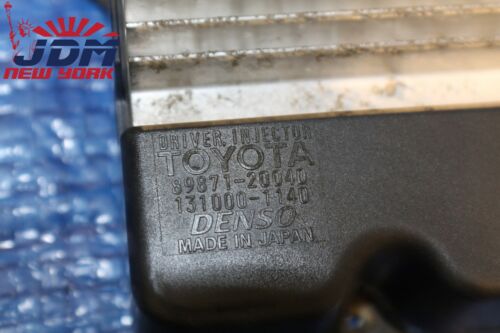 JDM
NEW YORK
DRIVER, INJECTOR
TOYOTA
89871-20040
131000-1140
DENSO
MADE IN JAPAN